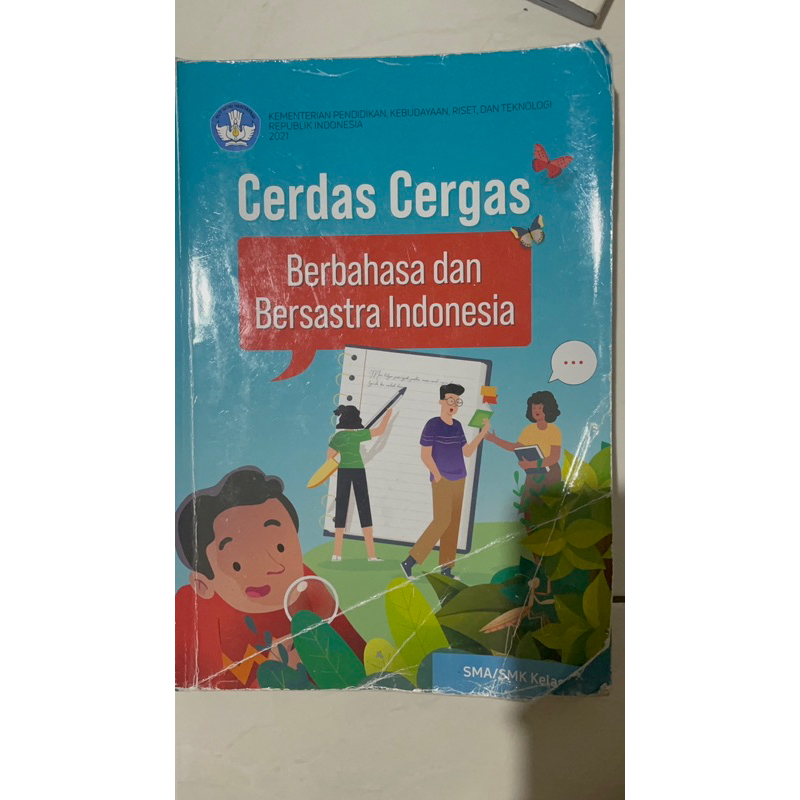 KEMENTERIAN PENDIDIKAN, KEBUDAYAAN, RISET, DAN TEKNOLOGI
REPUBLIK INDONESIA
2021
Cerdas Cergas
Berbahasa dan
Bersastra Indonesia
SMA/SMK Kelas